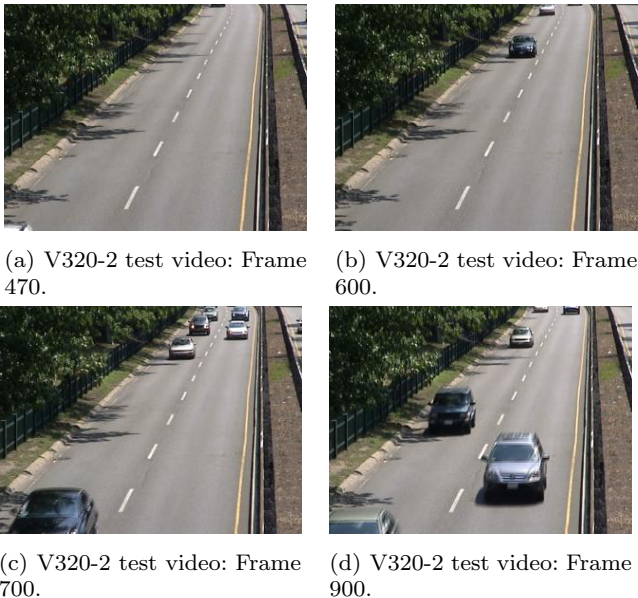 (a) V320-2 test video: Frame
470.
(b) V320-2 test video: Frame
600.
(c) V320-2 test video: Frame
700.
(d) V320-2 test video: Frame
900.